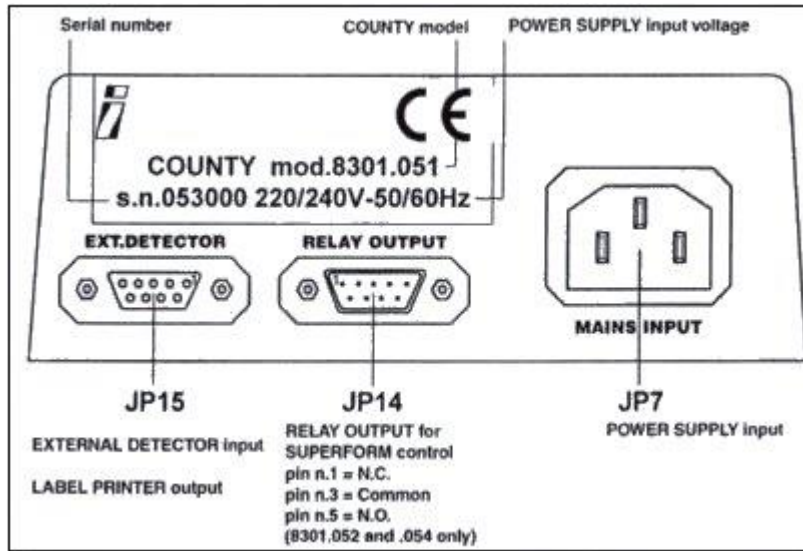 Serial number
COUNTY model
POWER SUPPLY input voltage
CE
COUNTY mod.8301.051
s.n.053000 220/240V-50/60Hz
EXT.DETECTOR
RELAY OUTPUT
MAINS INPUT
JP15
JP14
JP7
EXTERNAL DETECTOR input
LABEL PRINTER output
RELAY OUTPUT for
SUPERFORM control
pin n.1 = N.C.
pin n.3 = Common
pin n.5 = N.O.
(8301.052 and .054 only)
POWER SUPPLY input